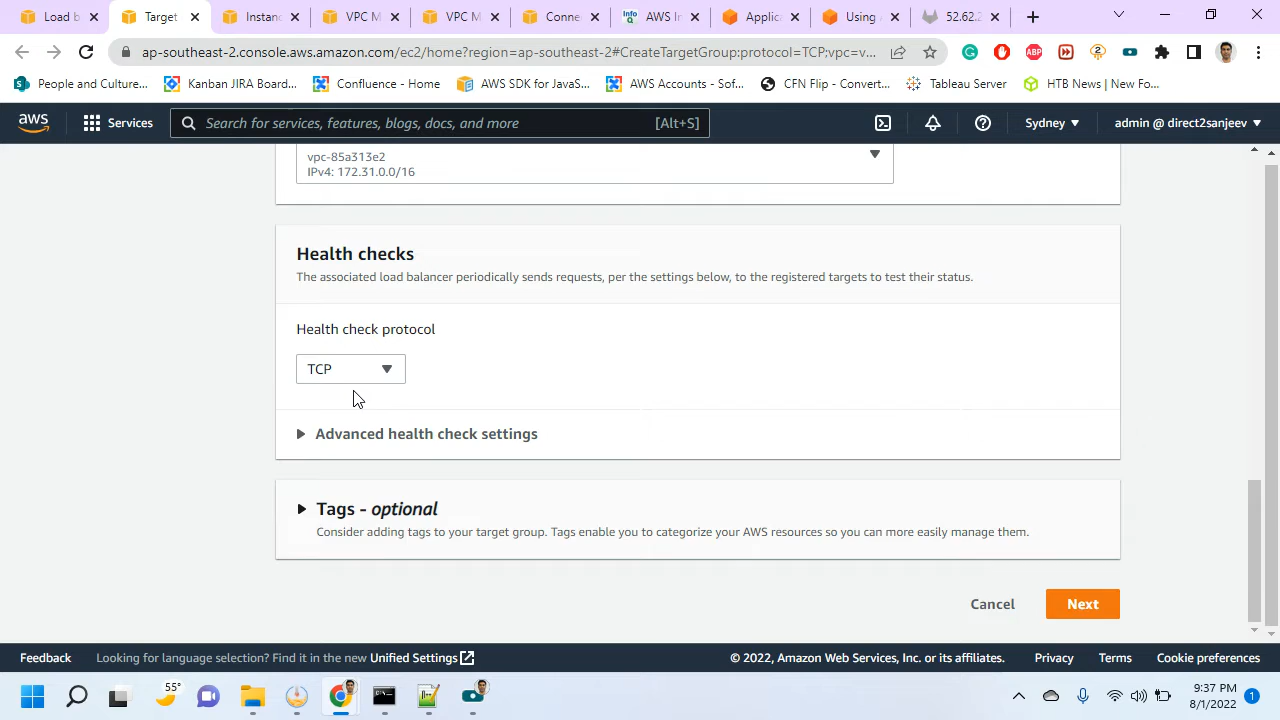 Load b
Target
Instanc
VPC M
VPC M
Conne
Info
AWS In
Applica
Using A
52.62.2
ap-southeast-2.console.aws.amazon.com/ec2/home?region=ap-southeast-2#CreateTargetGroup:protocol=TCP;vpc=v...
ABP
2
People and Culture...
Kanban JIRA Board...
Confluence - Home
AWS SDK for JavaS...
AWS Accounts - Sof...
CFN Flip - Convert...
Tableau Server
HTB News | New Fo...
aws
Services
Search for services, features, blogs, docs, and more
[Alt+S]
Sydney
admin @ direct2sanjeev
vpc-85a313e2
IPv4: 172.31.0.0/16
Health checks
The associated load balancer periodically sends requests, per the settings below, to the registered targets to test their status.
Health check protocol
TCP
Advanced health check settings
Tags - optional
Consider adding tags to your target group. Tags enable you to categorize your AWS resources so you can more easily manage them.
Cancel
Next
Feedback
Looking for language selection? Find it in the new Unified Settings
© 2022, Amazon Web Services, Inc. or its affiliates.
Privacy
Terms
Cookie preferences
55°
9:37 PM
8/1/2022
1